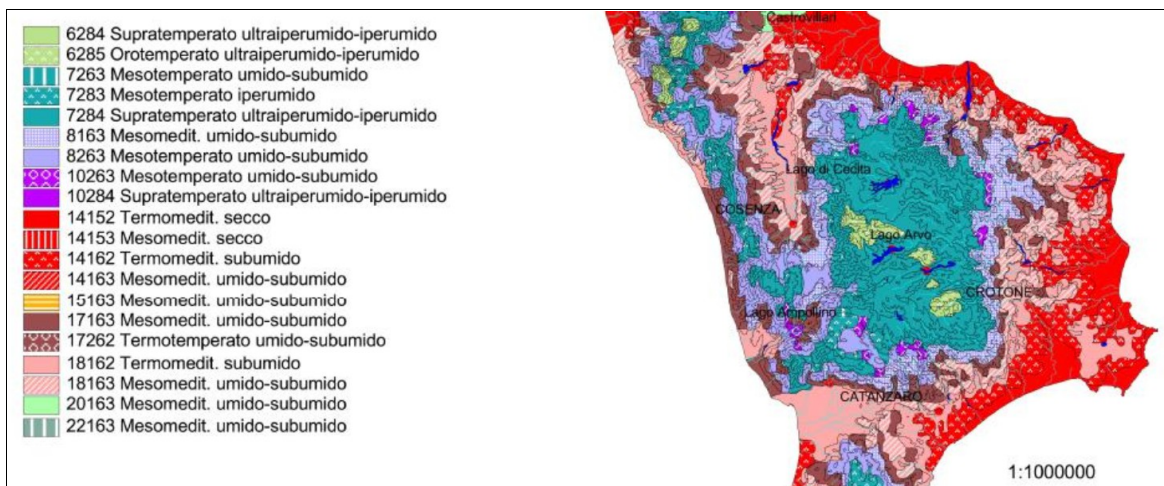 6284 Supratemperato ultraiperumido-iperumido
6285 Orotemperato ultraiperumido-iperumido
7263 Mesotemperato umido-subumido
7283 Mesotemperato iperumido
7284 Supratemperato ultraiperumido-iperumido
8163 Mesomedit. umido-subumido
8263 Mesotemperato umido-subumido
10263 Mesotemperato umido-subumido
10284 Supratemperato ultraiperumido-iperumido
14152 Termomedit. secco
14153 Mesomedit. secco
14162 Termomedit. subumido
14163 Mesomedit. umido-subumido
15163 Mesomedit. umido-subumido
17163 Mesomedit. umido-subumido
17262 Termotemperato umido-subumido
18162 Termomedit. subumido
18163 Mesomedit. umido-subumido
20163 Mesomedit. umido-subumido
22163 Mesomedit. umido-subumido
Castrovillari
Lago di Cecita
COSENZA
Lago Arvo
CROTONE
Lago Ampollino
CATANZARO
1:1000000